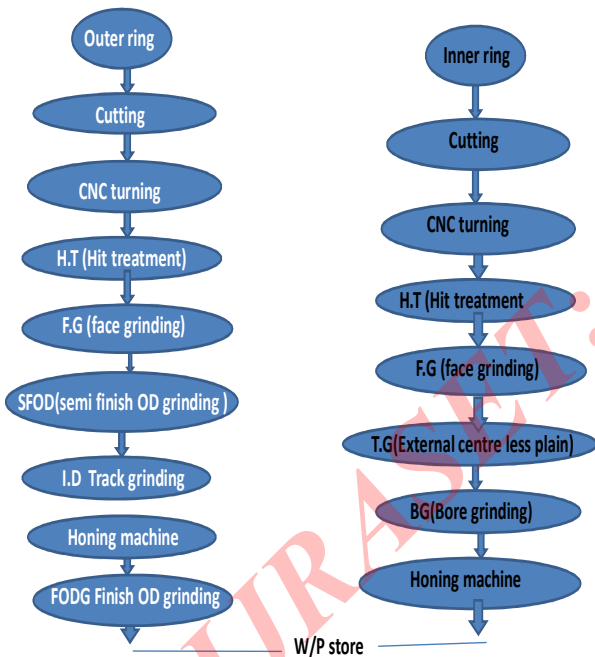 Outer ring
Cutting
CNC turning
H.T (Hit treatment)
F.G (face grinding)
SFOD(semi finish OD grinding )
I.D Track grinding
Honing machine
FODG Finish OD grinding
Inner ring
Cutting
CNC turning
H.T (Hit treatment
F.G (face grinding)
T.G(External centre less plain)
BG(Bore grinding)
Honing machine
W/P store
IJRASET: